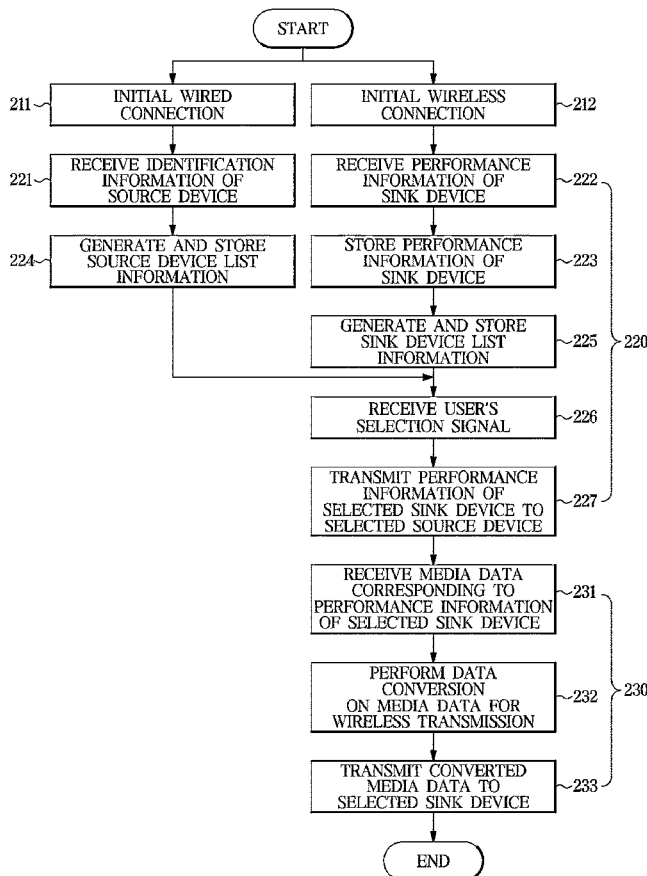 START
211
INITIAL WIRED
CONNECTION
INITIAL WIRELESS
CONNECTION
212
221
RECEIVE IDENTIFICATION
INFORMATION OF
SOURCE DEVICE
RECEIVE PERFORMANCE
INFORMATION OF
SINK DEVICE
222
224
GENERATE AND STORE
SOURCE DEVICE LIST
INFORMATION
STORE PERFORMANCE
INFORMATION OF
SINK DEVICE
223
GENERATE AND STORE
SINK DEVICE LIST
INFORMATION
225
220
RECEIVE USER'S
SELECTION SIGNAL
226
TRANSMIT PERFORMANCE
INFORMATION OF
SELECTED SINK DEVICE TO
SELECTED SOURCE DEVICE
227
RECEIVE MEDIA DATA
CORRESPONDING TO
PERFORMANCE INFORMATION
OF SELECTED SINK DEVICE
231
PERFORM DATA
CONVERSION
ON MEDIA DATA FOR
WIRELESS TRANSMISSION
232
230
TRANSMIT CONVERTED
MEDIA DATA TO
SELECTED SINK DEVICE
233
END